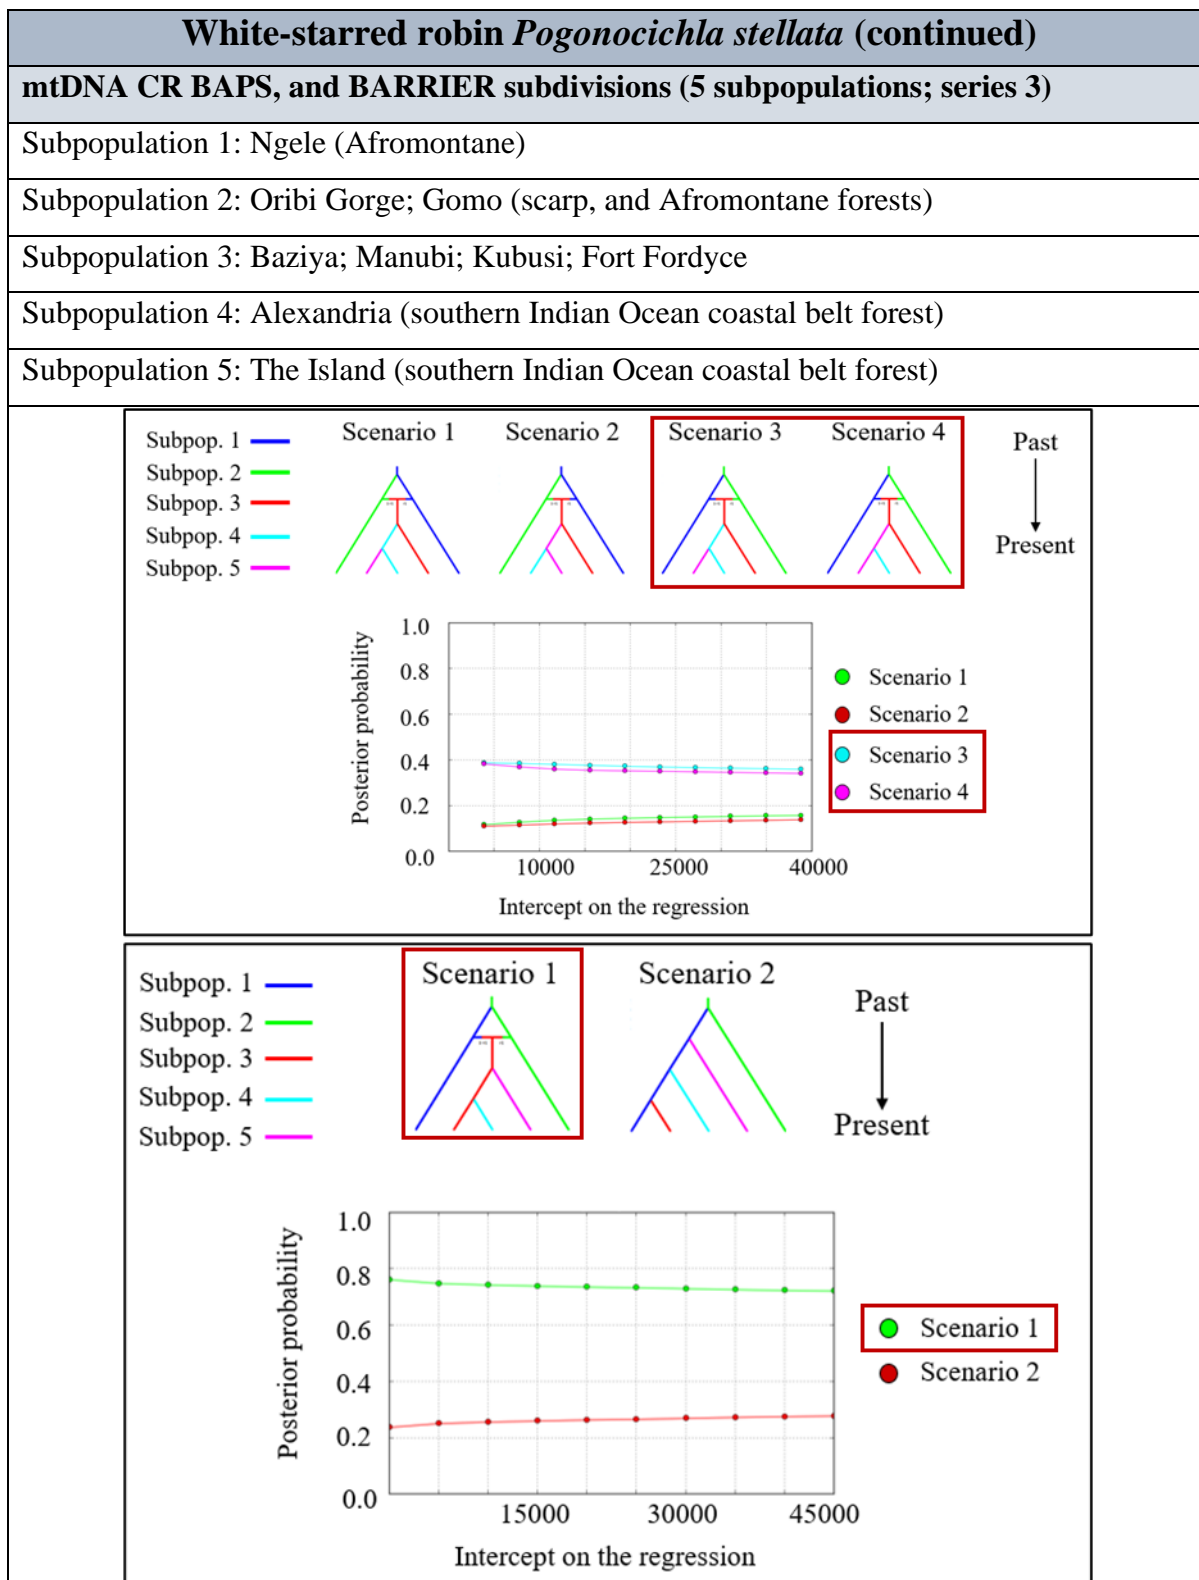 White-starred robin Pogonocichla stellata (continued)
mtDNA CR BAPS, and BARRIER subdivisions (5 subpopulations; series 3)
Subpopulation 1: Ngele (Afromontane)
Subpopulation 2: Oribi Gorge; Gomo (scarp, and Afromontane forests)
Subpopulation 3: Baziya; Manubi; Kubusi; Fort Fordyce
Subpopulation 4: Alexandria (southern Indian Ocean coastal belt forest)
Subpopulation 5: The Island (southern Indian Ocean coastal belt forest)
Subpop. 1
Subpop. 2
Subpop. 3
Subpop. 4
Subpop. 5
Scenario 1 Scenario 2 Scenario 3 Scenario 4
Past
Present
Posterior probability
1.0
0.8
0.6
0.4
0.2
0.0
10000 25000 40000
Intercept on the regression
Scenario 1
Scenario 2
Scenario 3
Scenario 4
Subpop. 1
Subpop. 2
Subpop. 3
Subpop. 4
Subpop. 5
Scenario 1 Scenario 2
Past
Present
Posterior probability
1.0
0.8
0.6
0.4
0.2
0.0
15000 30000 45000
Intercept on the regression
Scenario 1
Scenario 2